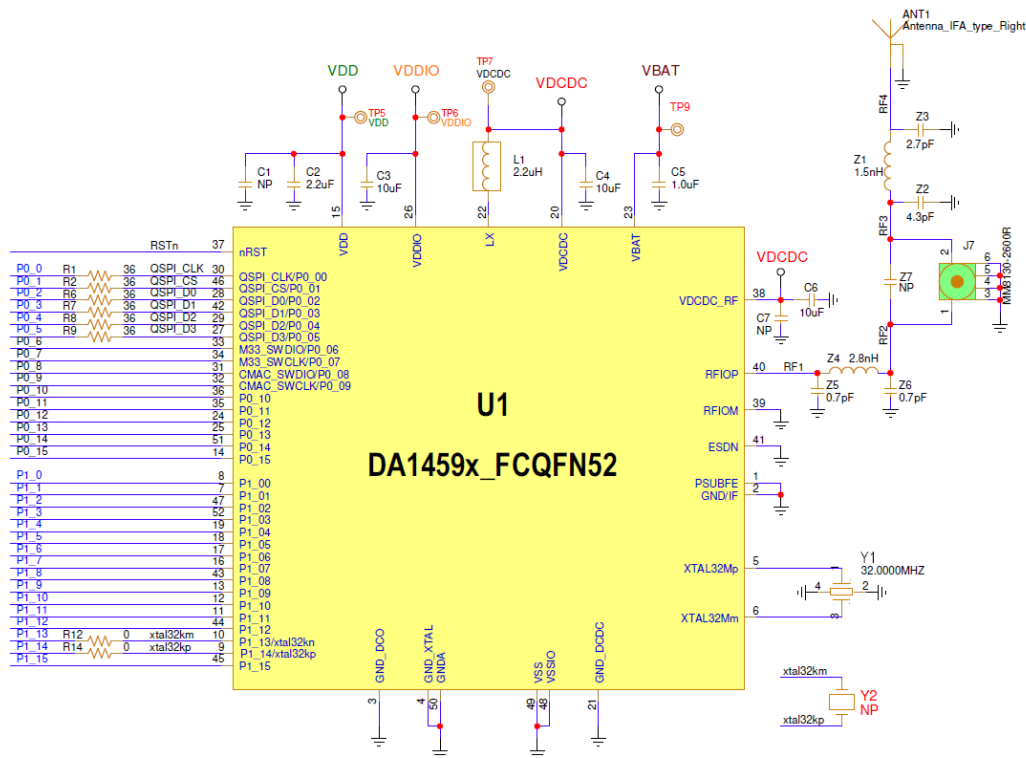 ANT1
Antenna_IFA_type_Right
TP7
VDD
VDDIO
VDCDC
VDCDC
VBAT
TP5
VDD
TP6
VDDIO
TP9
RF4
Z3
2.7pF
Z1
1.5nH
C1
NP
C2
2.2uF
C3
10uF
L1
2.2uH
C4
10uF
C5
1.0uF
Z2
4.3pF
RF3
15
26
22
20
23
RSTn 37 nRST
VDD
VDDIO
LX
VDCDC
VBAT
P0_0 R1 36 QSPI_CLK 30 QSPI_CLK/P0_00
P0_1 R2 36 QSPI_CS 46 QSPI_CS/P0_01
P0_2 R6 36 QSPI_D0 28 QSPI_D0/P0_02
P0_3 R7 36 QSPI_D1 42 QSPI_D1/P0_03
P0_4 R8 36 QSPI_D2 29 QSPI_D2/P0_04
P0_5 R9 36 QSPI_D3 27 QSPI_D3/P0_05
P0_6 33 M33_SWDIO/P0_06
P0_7 34 M33_SWCLK/P0_07
P0_8 31 CMAC_SWDIO/P0_08
P0_9 32 CMAC_SWCLK/P0_09
P0_10 36 P0_10
P0_11 35 P0_11
P0_12 24 P0_12
P0_13 25 P0_13
P0_14 51 P0_14
P0_15 14 P0_15
P1_0 8 P1_00
P1_1 7 P1_01
P1_2 47 P1_02
P1_3 52 P1_03
P1_4 19 P1_04
P1_5 18 P1_05
P1_6 17 P1_06
P1_7 16 P1_07
P1_8 43 P1_08
P1_9 13 P1_09
P1_10 12 P1_10
P1_11 11 P1_11
P1_12 44 P1_12
P1_13 R12 0 xtal32km 10 P1_13/xtal32kn
P1_14 R14 0 xtal32kp 9 P1_14/xtal32kp
P1_15 45 P1_15
U1
DA1459x_FCQFN52
VDCDC
VDCDC_RF 38
C6
10uF
C7
NP
Z7
NP
J7
MM8130-2600R
2
6
5
4
3
1
RF2
RFIOP 40 RF1
Z4 2.8nH
Z5
0.7pF
Z6
0.7pF
RFIOM 39
ESDN 41
PSUBFE 1
GND/IF 2
XTAL32Mp 5
XTAL32Mm 6
Y1
32.0000MHZ
1
4
2
3
GND_DCO
GND_XTAL
GNDA
VSS
VSSIO
GND_DCDC
3
4
50
49
48
21
xtal32km
Y2
NP
xtal32kp